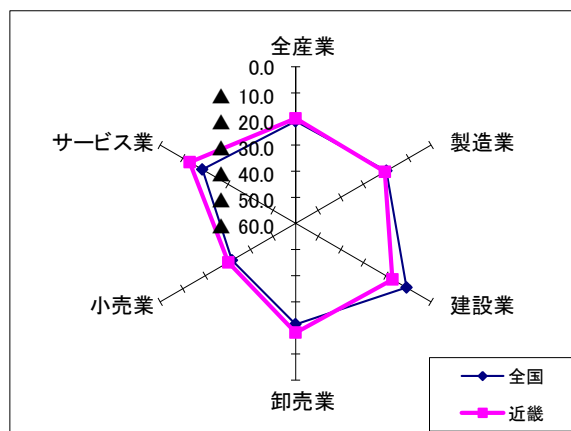 全産業
0.0
▲ 10.0
▲ 20.0
▲ 30.0
▲ 40.0
▲ 50.0
▲ 60.0
サービス業
製造業
小売業
建設業
卸売業
全国
近畿